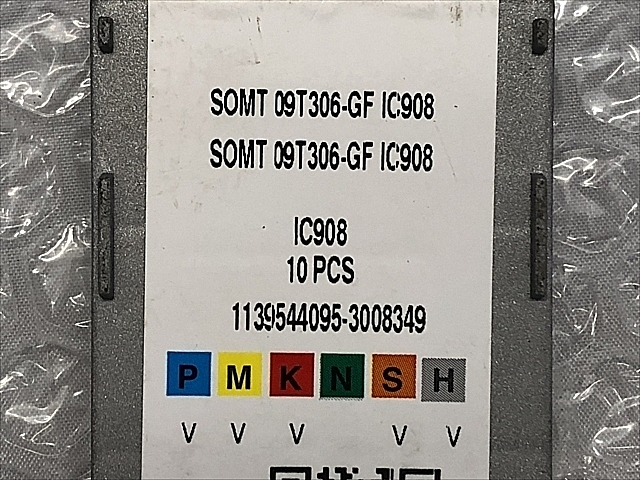 SOMT 09T306-GF IC908
SOMT 09T306-GF IC908
IC908
10 PCS
1139544095-3008349
P M K N S H
V V V V V